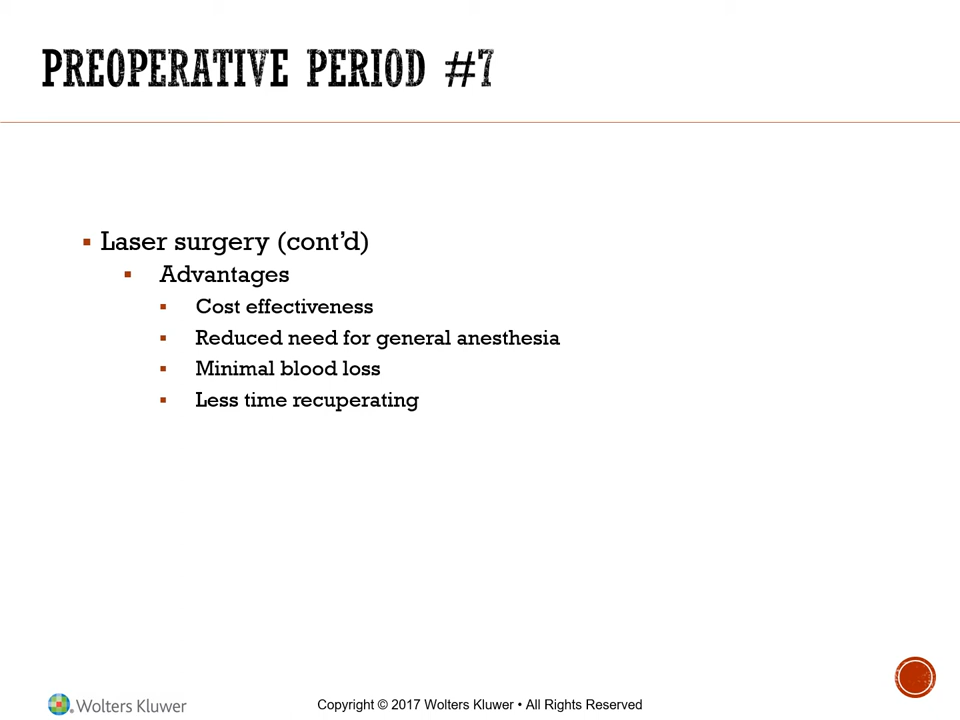 PREOPERATIVE PERIOD #7
▪ Laser surgery (cont’d)
▪ Advantages
▪ Cost effectiveness
▪ Reduced need for general anesthesia
▪ Minimal blood loss
▪ Less time recuperating
Wolters Kluwer
Copyright © 2017 Wolters Kluwer • All Rights Reserved